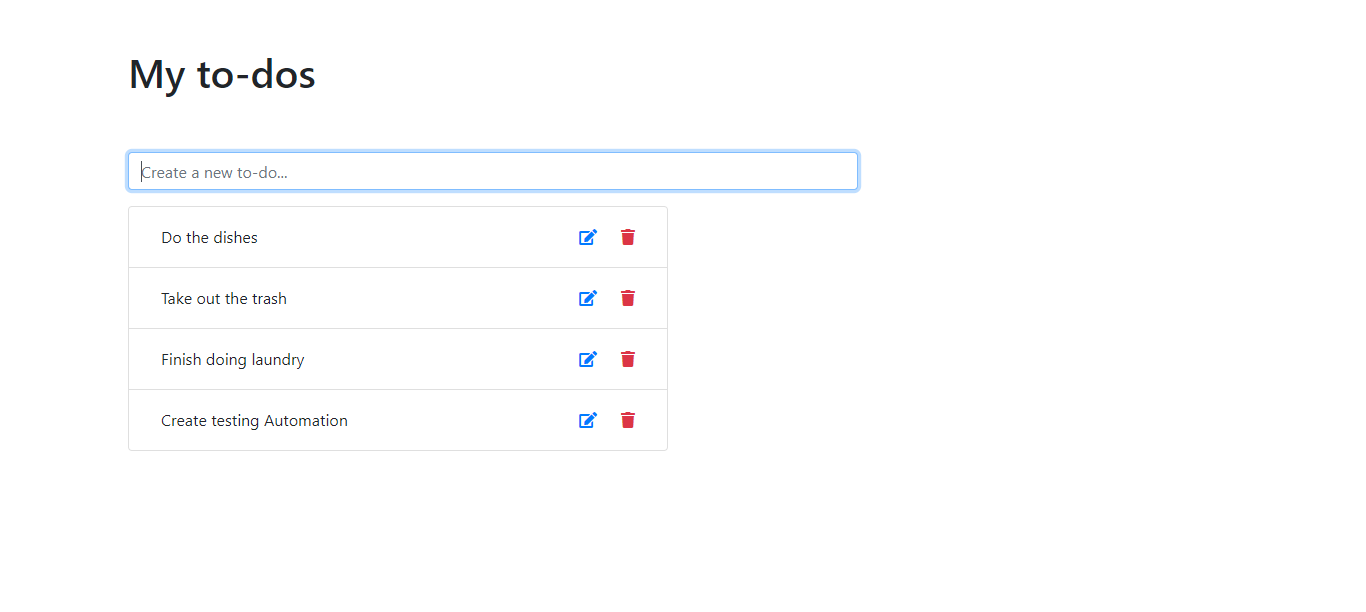 My to-dos
Create a new to-do...
Do the dishes
Take out the trash
Finish doing laundry
Create testing Automation